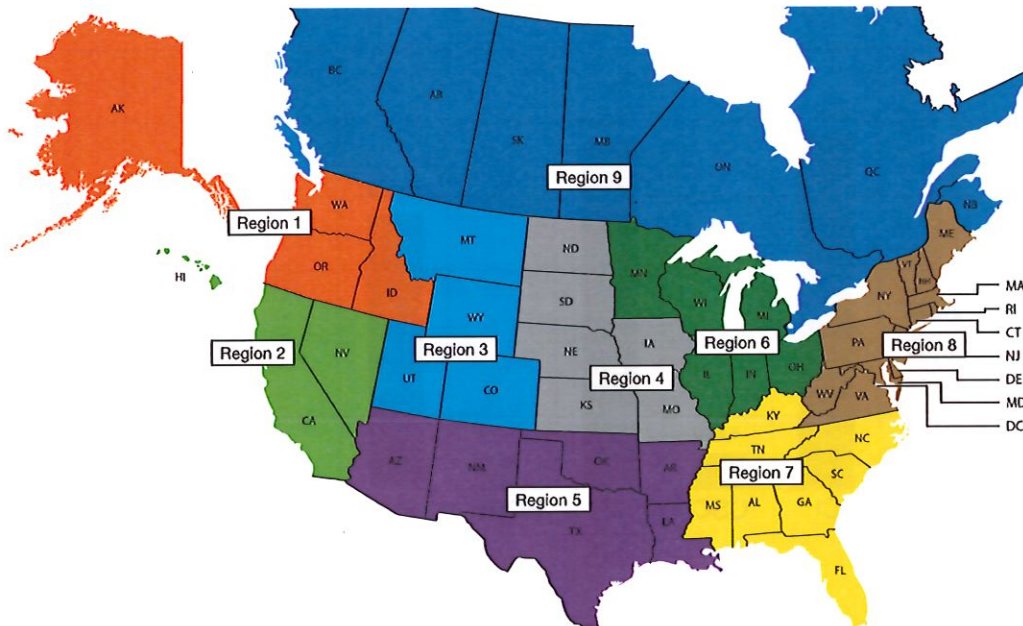 AK
BC
AB
SK
MB
ON
QC
NB
Region 9
WA
Region 1
OR
ID
MT
ND
MN
ME
VT
NH
HI
SD
WI
MI
NY
MA
RI
CT
WY
Region 2
NV
Region 3
NE
IA
Region 6
PA
Region 8
NJ
UT
CO
Region 4
IL
IN
OH
DE
KS
MO
WV
VA
MD
CA
KY
DC
AZ
NM
OK
AR
TN
NC
Region 7
SC
Region 5
TX
LA
MS
AL
GA
FL